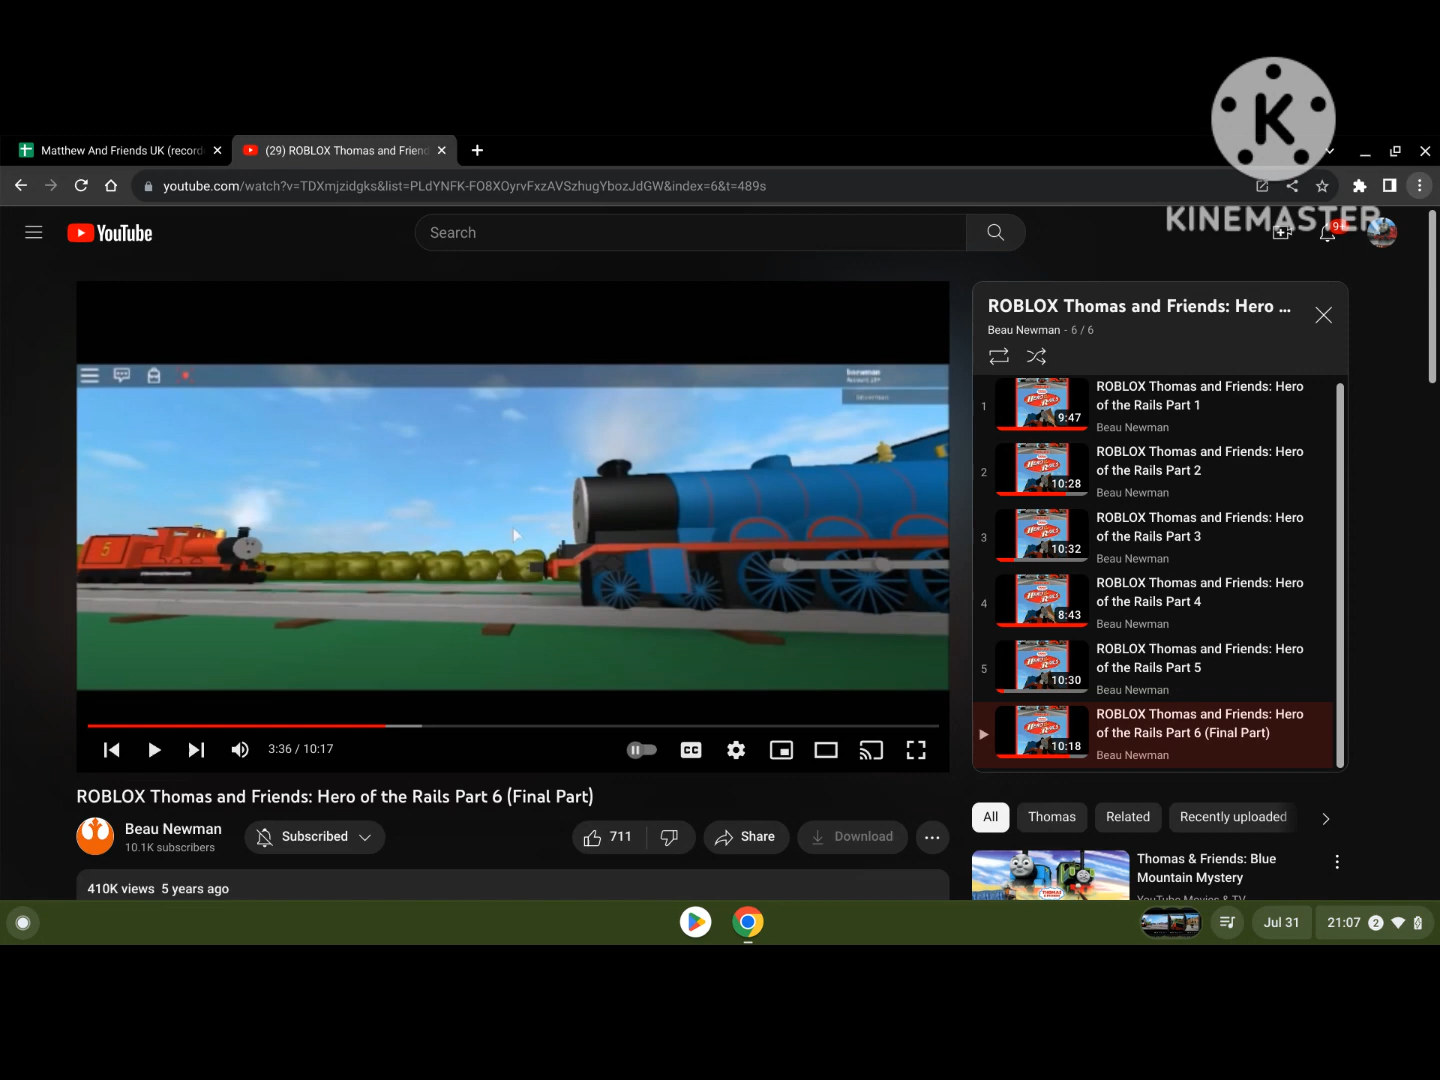 K
KINEMASTER
Matthew And Friends UK (record
(29) ROBLOX Thomas and Friend
youtube.com/watch?v=TDXmjzidgks&list=PLdYNFK-FO8XOyrvFxzAVSzhugYbozJdGW&index=6&t=489s
YouTube
Search
9+
5
3:36 / 10:17
CC
ROBLOX Thomas and Friends: Hero of the Rails Part 6 (Final Part)
Beau Newman
10.1K subscribers
Subscribed
711
Share
Download
410K views 5 years ago
ROBLOX Thomas and Friends: Hero ...
Beau Newman - 6 / 6
1
9:47
ROBLOX Thomas and Friends: Hero
of the Rails Part 1
Beau Newman
2
10:28
ROBLOX Thomas and Friends: Hero
of the Rails Part 2
Beau Newman
3
10:32
ROBLOX Thomas and Friends: Hero
of the Rails Part 3
Beau Newman
4
8:43
ROBLOX Thomas and Friends: Hero
of the Rails Part 4
Beau Newman
5
10:30
ROBLOX Thomas and Friends: Hero
of the Rails Part 5
Beau Newman
10:18
ROBLOX Thomas and Friends: Hero
of the Rails Part 6 (Final Part)
Beau Newman
All
Thomas
Related
Recently uploaded
Thomas & Friends: Blue
Mountain Mystery
YouTube Movies & TV
Jul 31
21:07
2